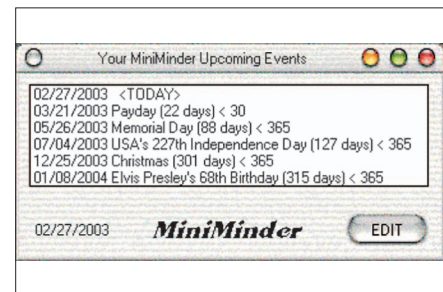 Your MiniMinder Upcoming Events
02/27/2003 <TODAY>
03/21/2003 Payday (22 days) < 30
05/26/2003 Memorial Day (88 days) < 365
07/04/2003 USA's 227th Independence Day (127 days) < 365
12/25/2003 Christmas (301 days) < 365
01/08/2004 Elvis Presley's 68th Birthday (315 days) < 365
02/27/2003 MiniMinder EDIT